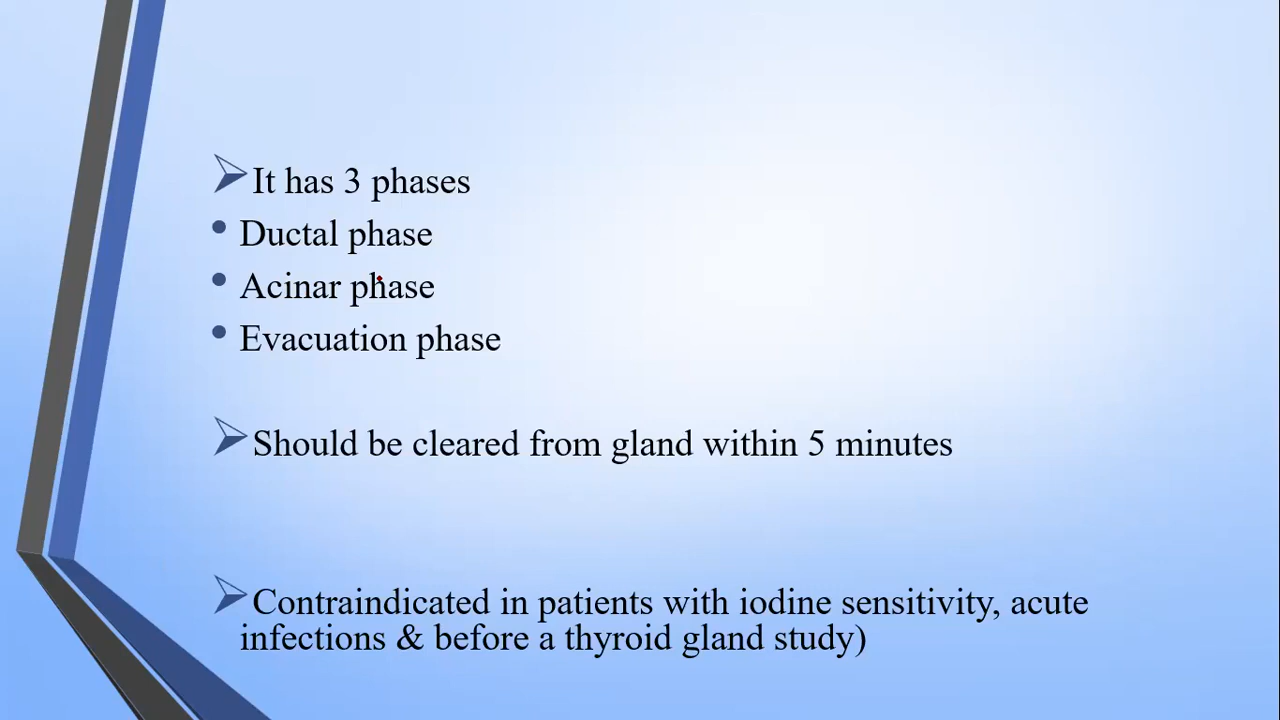 It has 3 phases
Ductal phase
Acinar phase
Evacuation phase
Should be cleared from gland within 5 minutes
Contraindicated in patients with iodine sensitivity, acute
infections & before a thyroid gland study)